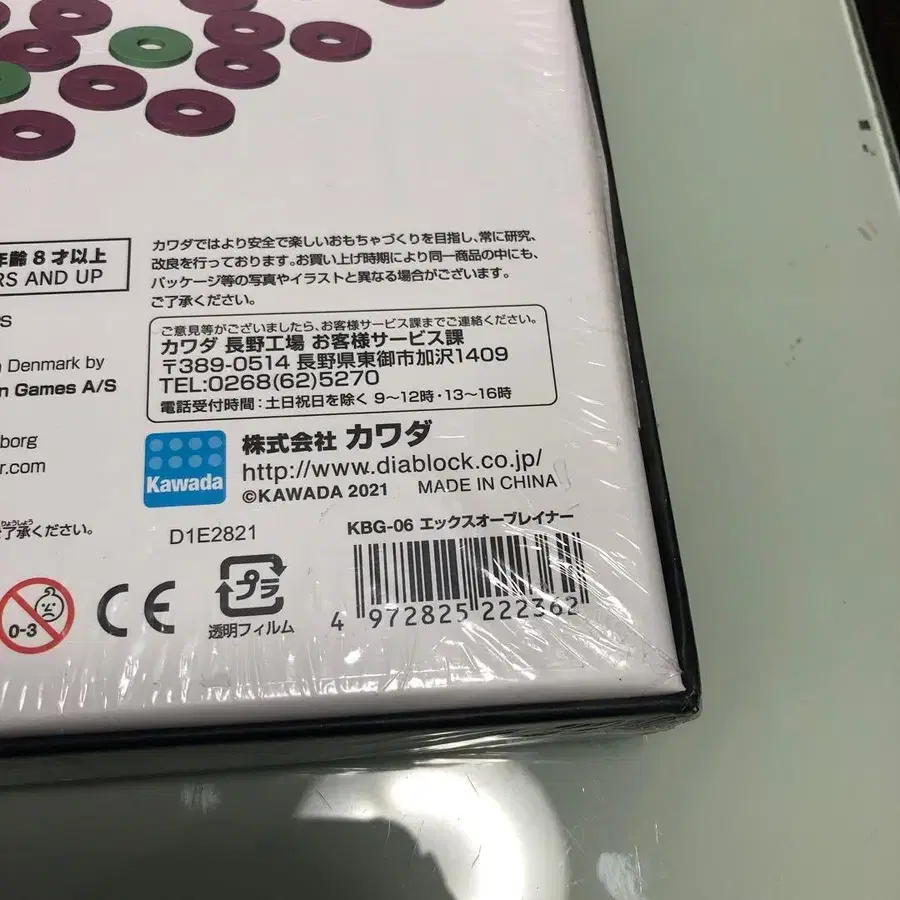 年齢 8 才以上
RS AND UP
カワダではより安全で楽しいおもちゃづくりを目指し、常に研究、
改良を行っております。お買い上げ時期により同一商品の中にも、
パッケージ等の写真やイラストと異なる場合がございます。
ご了承ください。
Denmark by
Games A/S
borg
r.com
ご意見等がございましたら、お客様サービス課までご連絡ください。
カワダ 長野工場 お客様サービス課
〒389-0514 長野県東御市加沢1409
TEL:0268(62)5270
電話受付時間:土日祝日を除く 9〜12時・13〜16時
Kawada
株式会社 カワダ
http://www.diablock.co.jp/
©KAWADA 2021 MADE IN CHINA
ご了承ください。
りょうしょう
D1E2821
KBG-06 エックスオーブレイナー
0-3
CE
プラ
透明フィルム
4 972825 222362